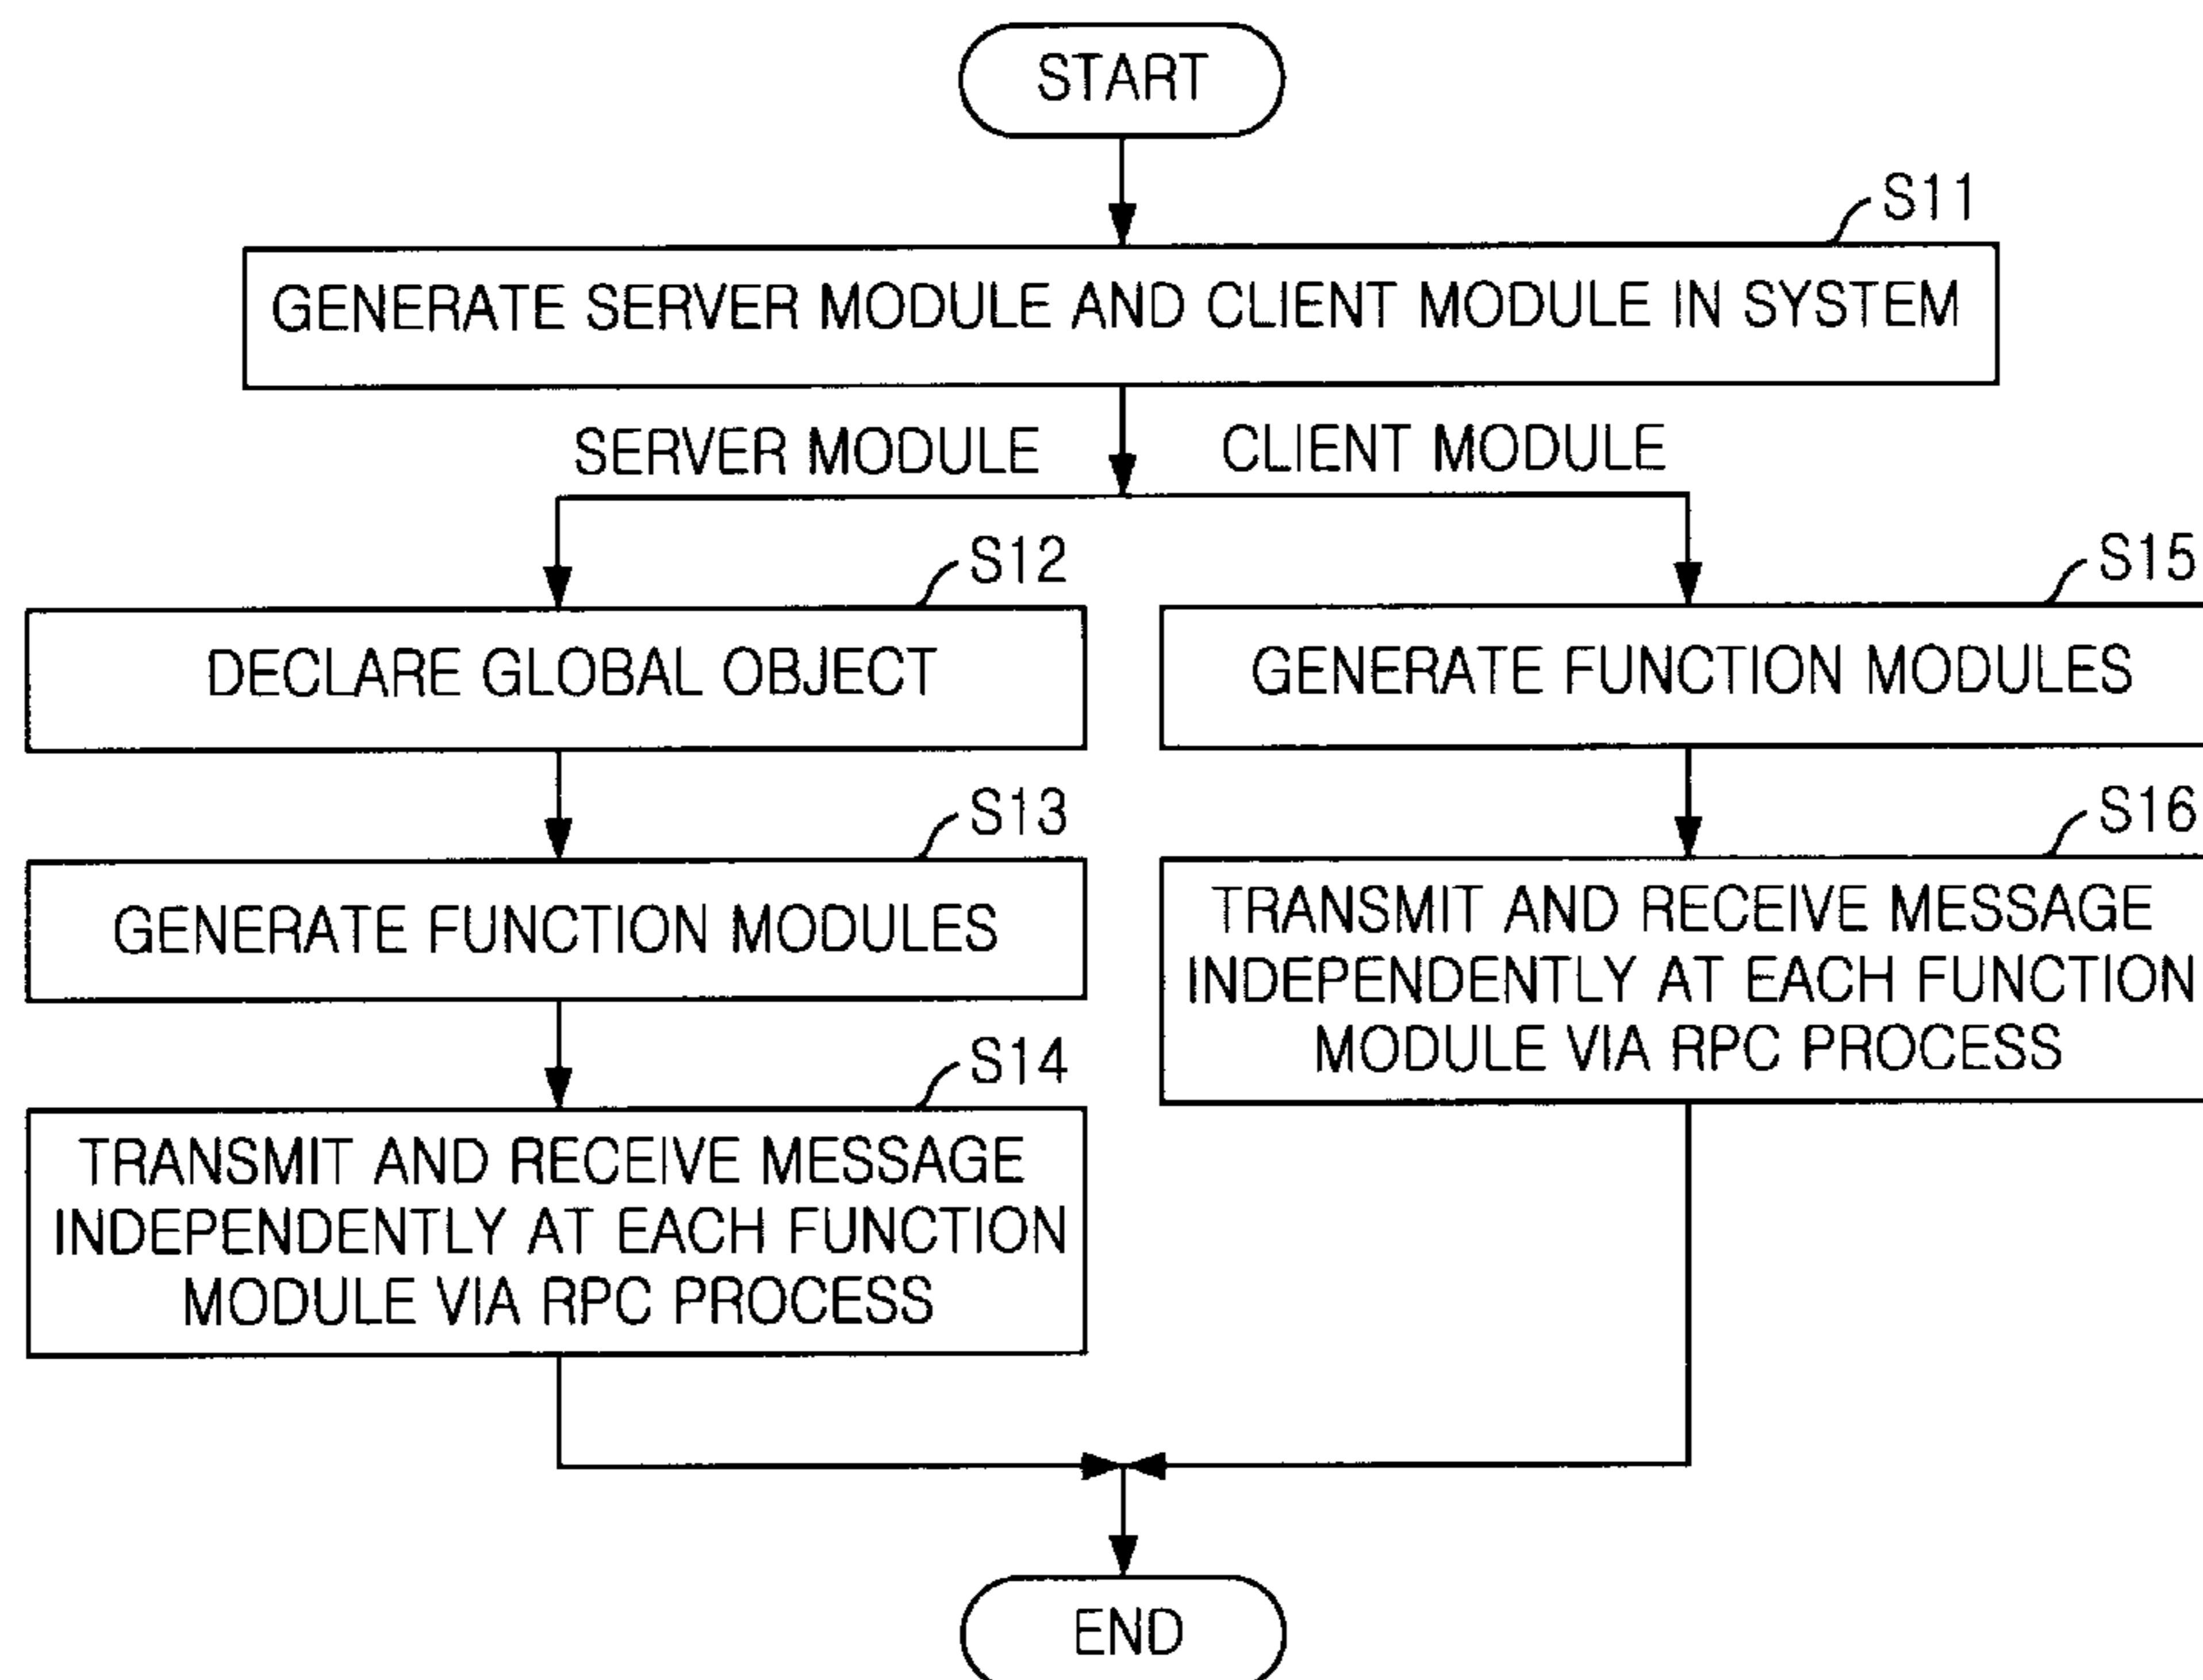 START
S11
GENERATE SERVER MODULE AND CLIENT MODULE IN SYSTEM
SERVER MODULE
CLIENT MODULE
S12
DECLARE GLOBAL OBJECT
S13
GENERATE FUNCTION MODULES
S14
TRANSMIT AND RECEIVE MESSAGE
INDEPENDENTLY AT EACH FUNCTION
MODULE VIA RPC PROCESS
S15
GENERATE FUNCTION MODULES
S16
TRANSMIT AND RECEIVE MESSAGE
INDEPENDENTLY AT EACH FUNCTION
MODULE VIA RPC PROCESS
END